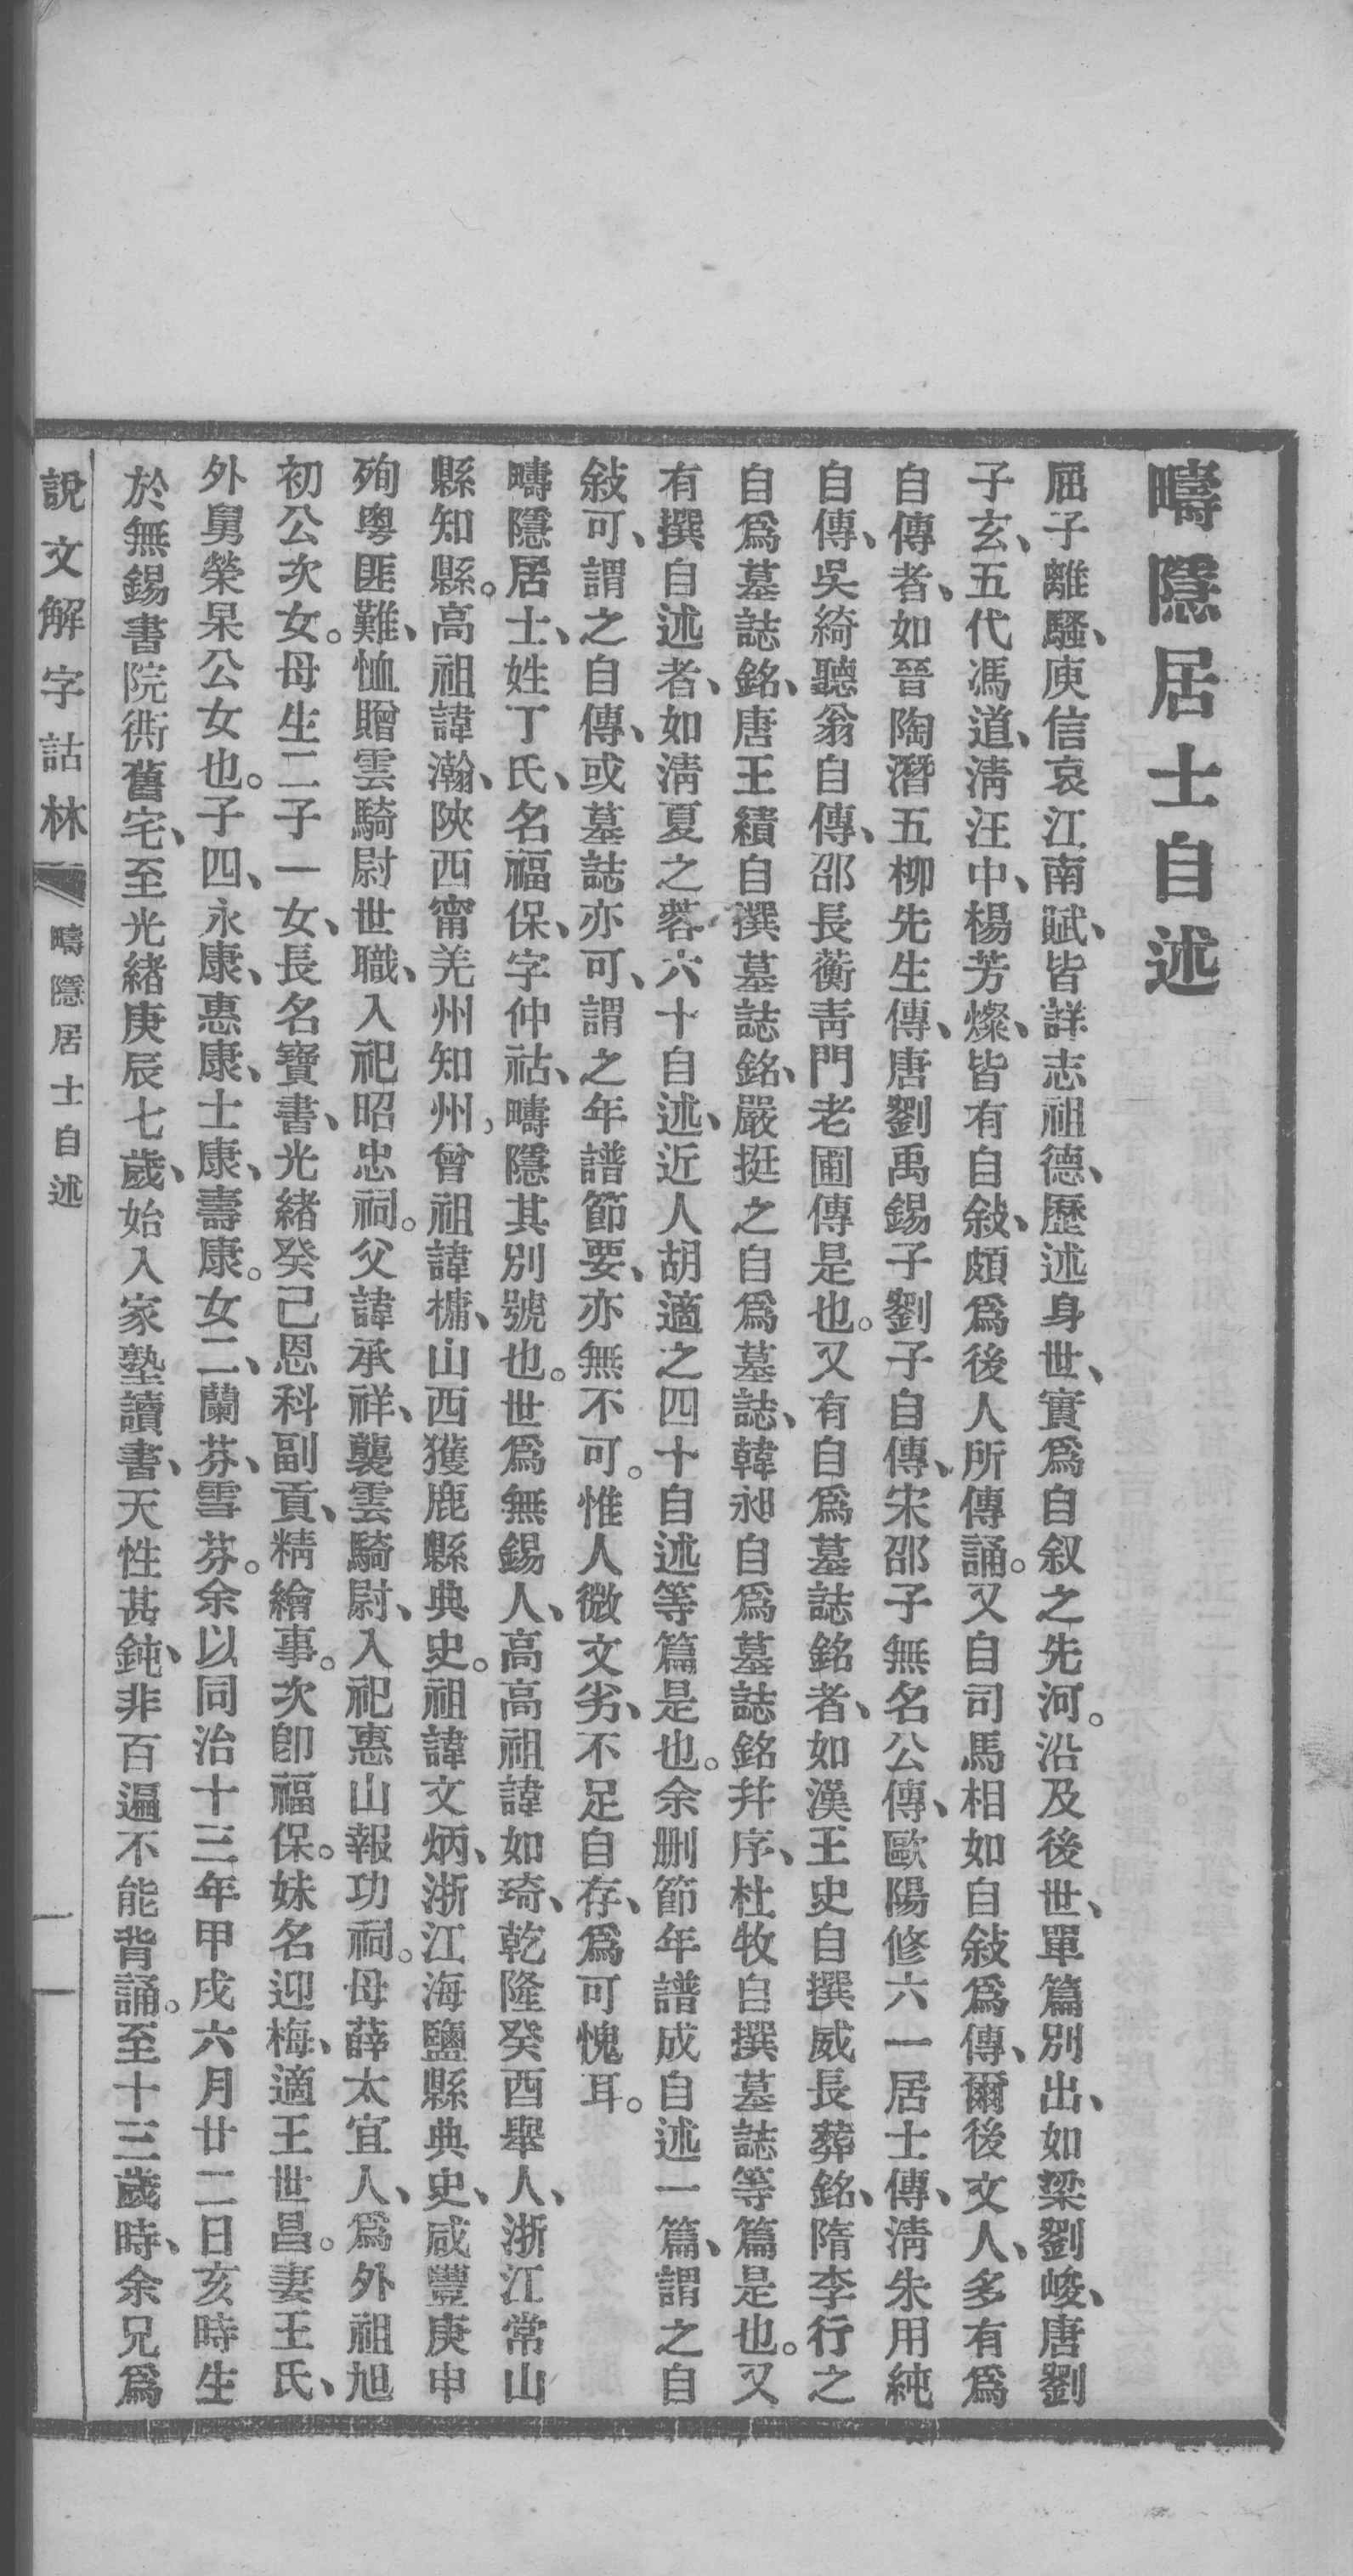 疇隱居士自述
屈子離騷、庾信哀江南賦、皆詳志祖德、歷述身世、實爲自叙之先河。沿及後世、單篇別出、如梁劉峻、唐劉
子玄、五代馮道、淸汪中、楊芳燦、皆有自敍、頗爲後人所傳誦。又自司馬相如自敍爲傳、爾後文人、多有爲
自傳者、如晉陶潛五柳先生傳、唐劉禹錫子劉子自傳、宋邵子無名公傳、歐陽修六一居士傳、淸朱用純
自傳、吳綺聽翁自傳、邵長蘅靑門老圃傳是也。又有自爲墓誌銘者、如漢王史自撰威長葬銘、隋李行之
自爲墓誌銘、唐王績自撰墓誌銘、嚴挺之自爲墓誌、韓昶自爲墓誌銘幷序、杜牧自撰墓誌等篇是也。又
有撰自述者、如淸夏之蓉六十自述、近人胡適之四十自述等篇是也。余刪節年譜成自述一篇、謂之自
敍可、謂之自傳、或墓誌亦可、謂之年譜節要、亦無不可。惟人微文劣、不足自存、爲可愧耳。
疇隱居士、姓丁氏、名福保、字仲祜、疇隱其別號也。世爲無錫人、高高祖諱如琦、乾隆癸酉舉人、浙江常山
縣知縣。高祖諱瀚、陝西甯羌州知州、曾祖諱槦、山西獲鹿縣典史。祖諱文炳、浙江海鹽縣典史、咸豐庚申
殉粵匪難、恤贈雲騎尉世職、入祀昭忠祠。父諱承祥、襲雲騎尉、入祀惠山報功祠。母薛太宜人、爲外祖旭
初公次女。母生二子一女、長名寶書、光緒癸己恩科副貢、精繪事。次卽福保。妹名迎梅、適王世昌。妻王氏、
外舅榮杲公女也。子四、永康、惠康、士康、壽康。女二、蘭芬、雪芬。余以同治十三年甲戌六月廿二日亥時生
於無錫書院衖舊宅、至光緒庚辰七歲、始入家塾讀書、天性甚鈍、非百遍不能背誦。至十三歲時、余兄爲
說文解字詁林 疇隱居士自述 一